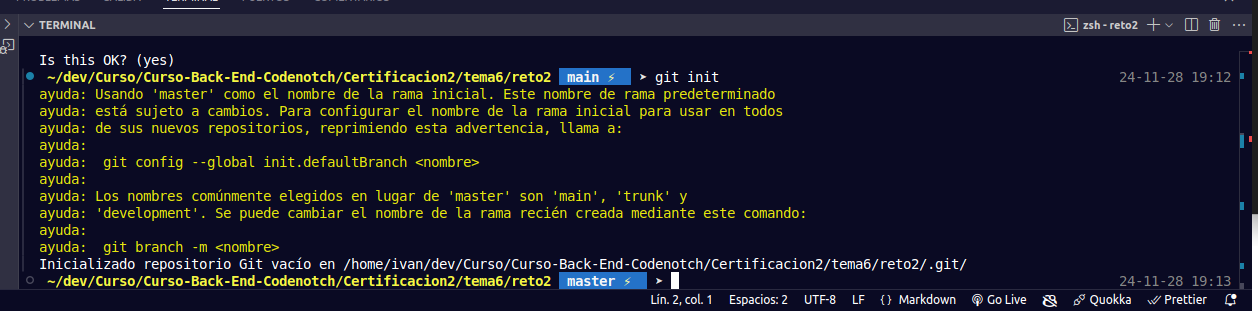 TERMINAL
zsh - reto2
Is this OK? (yes)
~/dev/Curso/Curso-Back-End-Codenotch/Certificacion2/tema6/reto2 main ⚡ ➤ git init 24-11-28 19:12
ayuda: Usando 'master' como el nombre de la rama inicial. Este nombre de rama predeterminado
ayuda: está sujeto a cambios. Para configurar el nombre de la rama inicial para usar en todos
ayuda: de sus nuevos repositorios, reprimiendo esta advertencia, llama a:
ayuda:
ayuda:  git config --global init.defaultBranch <nombre>
ayuda:
ayuda: Los nombres comúnmente elegidos en lugar de 'master' son 'main', 'trunk' y
ayuda: 'development'. Se puede cambiar el nombre de la rama recién creada mediante este comando:
ayuda:
ayuda:  git branch -m <nombre>
Inicializado repositorio Git vacío en /home/ivan/dev/Curso/Curso-Back-End-Codenotch/Certificacion2/tema6/reto2/.git/
~/dev/Curso/Curso-Back-End-Codenotch/Certificacion2/tema6/reto2 master ⚡ ➤ 24-11-28 19:13
Lín. 2, col. 1 Espacios: 2 UTF-8 LF {} Markdown Go Live Quokka Prettier